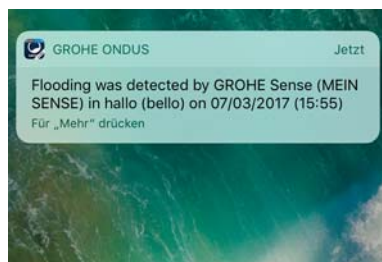 GROHE ONDUS Jetzt
Flooding was detected by GROHE Sense (MEIN
SENSE) in hallo (bello) on 07/03/2017 (15:55)
Für „Mehr“ drücken